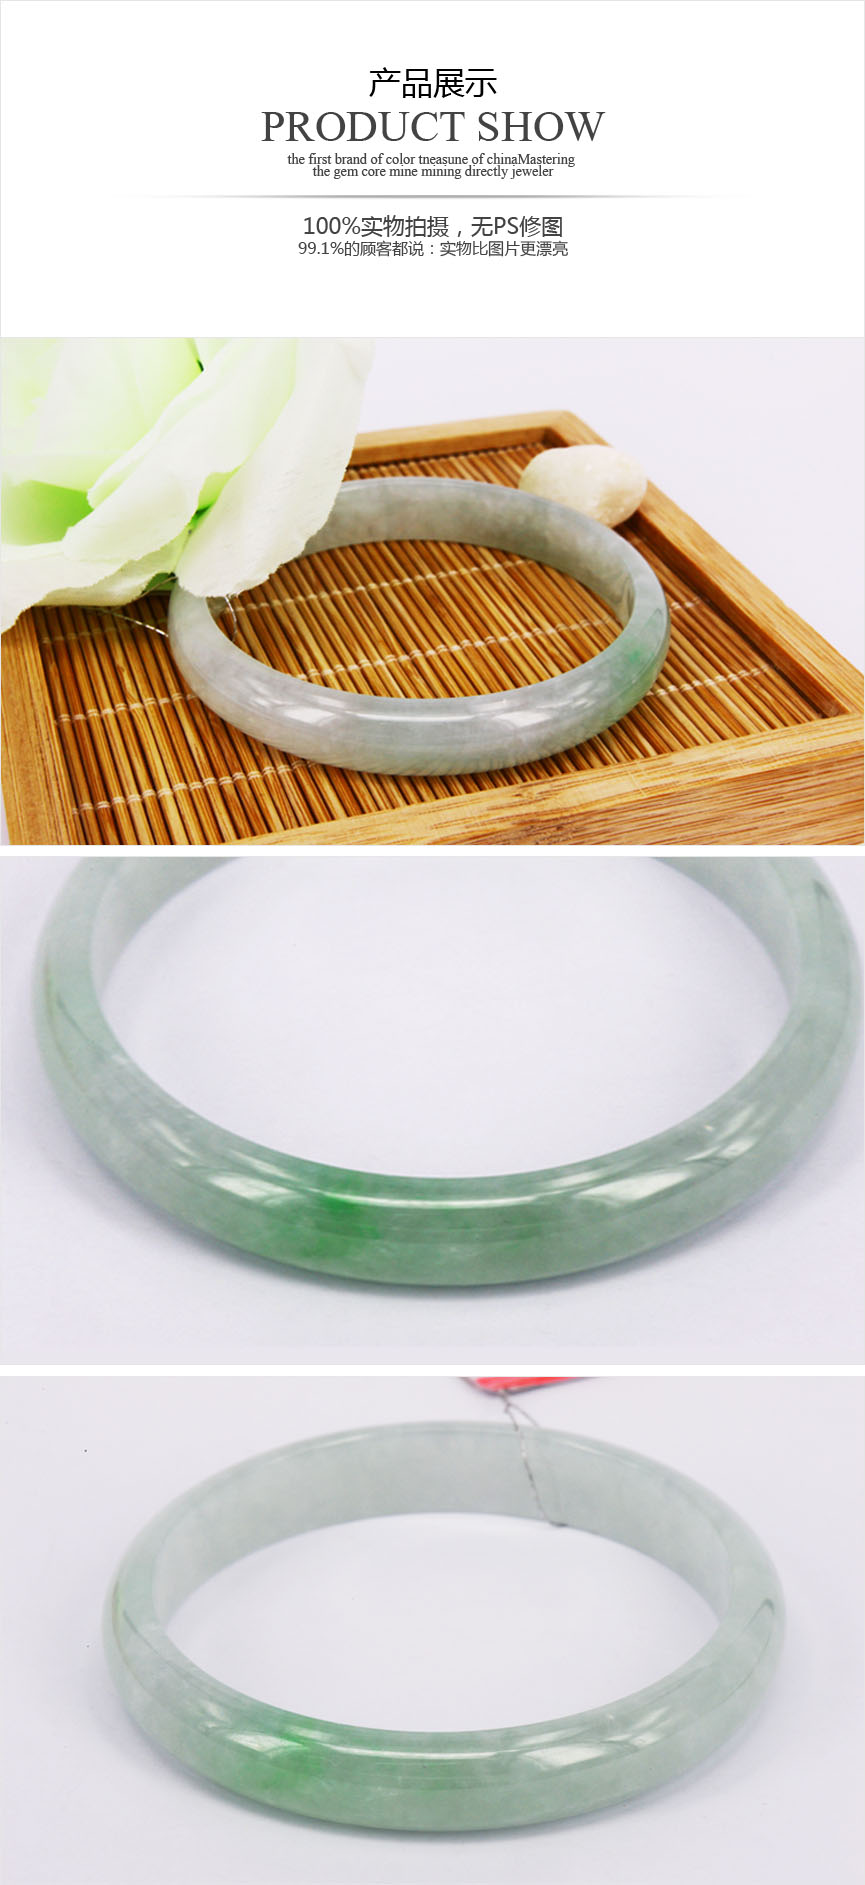 产品展示
PRODUCT SHOW
the first brand of color tneasune of chinaMastering
the gem core mine mining directly jeweler
100%实物拍摄，无PS修图
99.1%的顾客都说：实物比图片更漂亮